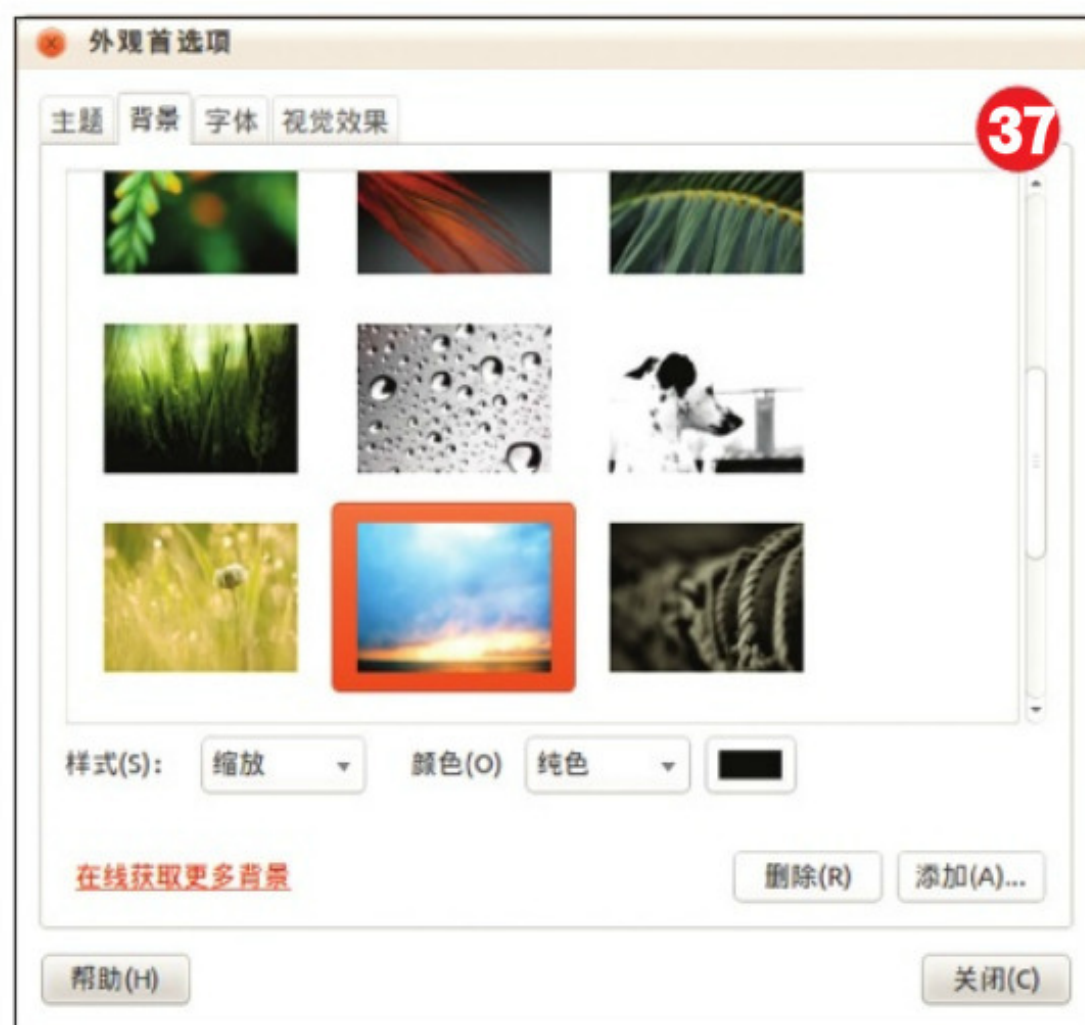 外观首选项
主题 背景 字体 视觉效果
37
样式(S): 缩放 颜色(O) 纯色
在线获取更多背景
删除(R) 添加(A)...
帮助(H) 关闭(C)